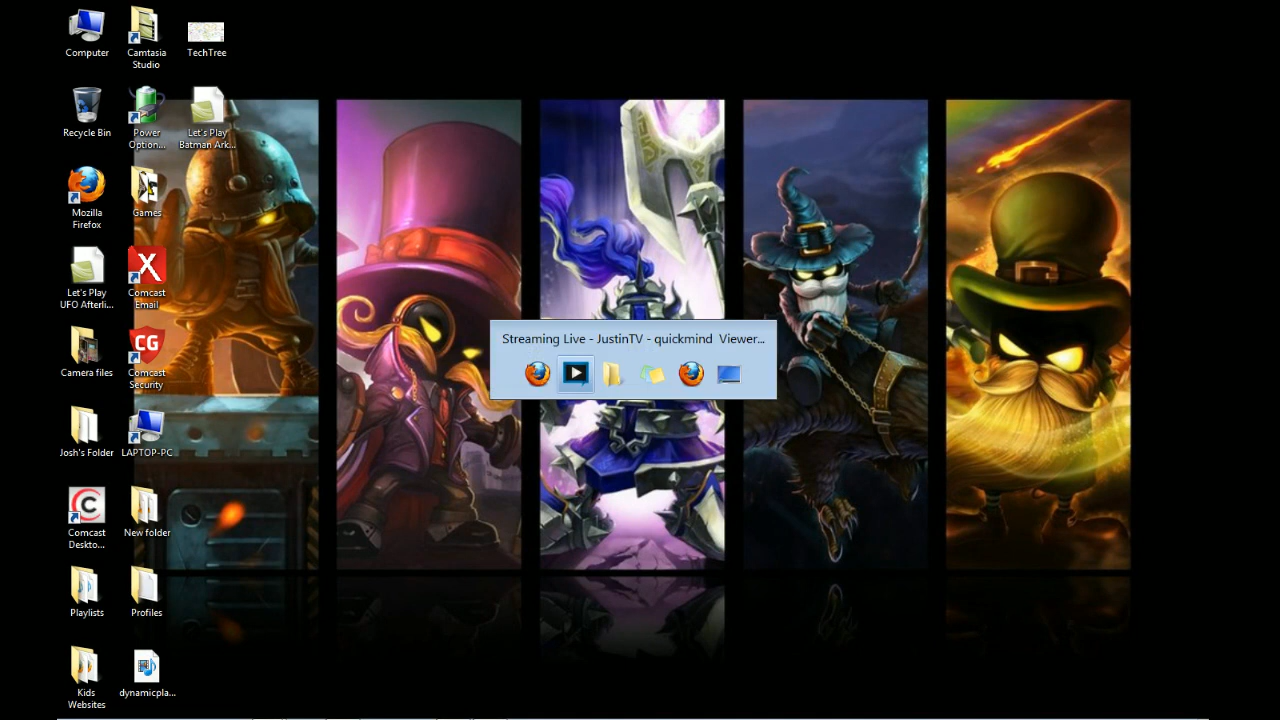 Computer
Camtasia
Studio
TechTree
Recycle Bin
Power
Option...
Let's Play
Batman Ark...
Mozilla
Firefox
Games
Let's Play
UFO Afterli...
X
Comcast
Email
Camera files
CG
Comcast
Security
Josh's Folder
LAPTOP-PC
C
Comcast
Deskto...
New folder
Playlists
Profiles
Kids
Websites
dynamicpla...
Streaming Live - JustinTV - quickmind Viewer...